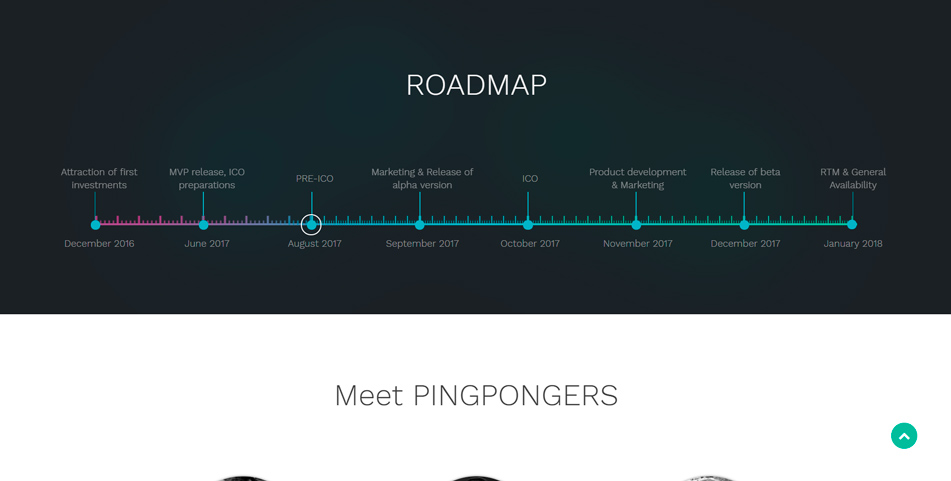 ROADMAP
Attraction of first
investments
MVP release, ICO
preparations
PRE-ICO
Marketing & Release of
alpha version
ICO
Product development
& Marketing
Release of beta
version
RTM & General
Availability
December 2016
June 2017
August 2017
September 2017
October 2017
November 2017
December 2017
January 2018
Meet PINGPONGERS